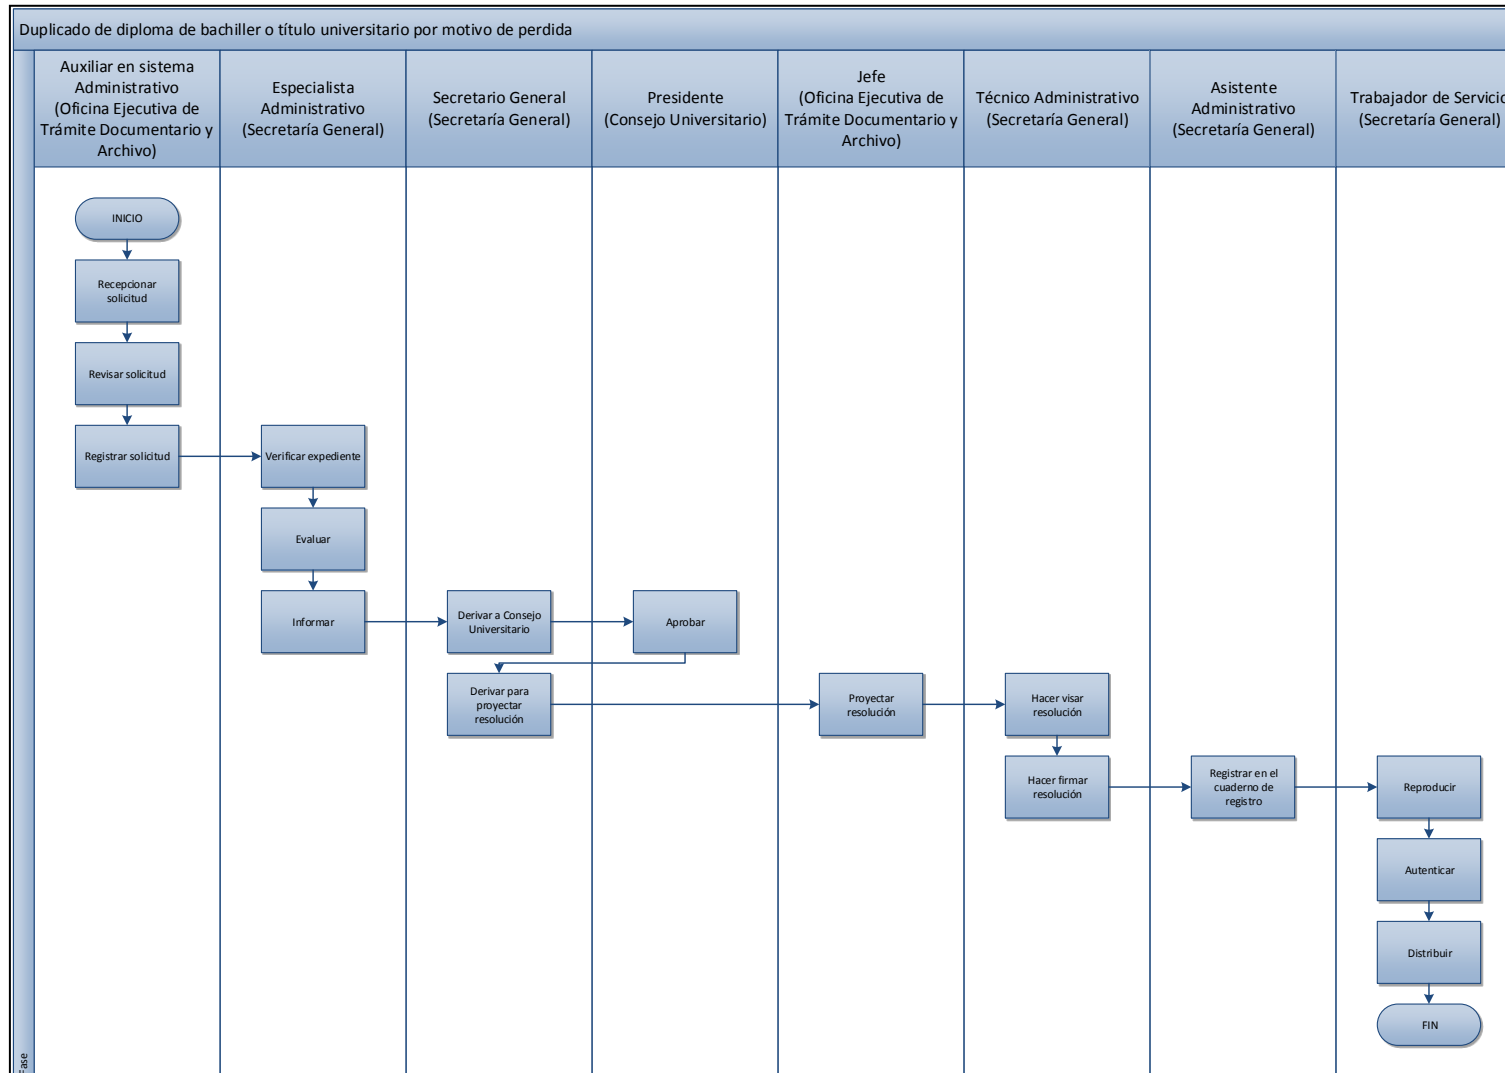 Duplicado de diploma de bachiller o título universitario por motivo de perdida
Auxiliar en sistema
Administrativo
(Oficina Ejecutiva de
Trámite Documentario y
Archivo)
Especialista
Administrativo
(Secretaría General)
Secretario General
(Secretaría General)
Presidente
(Consejo Universitario)
Jefe
(Oficina Ejecutiva de
Trámite Documentario y
Archivo)
Técnico Administrativo
(Secretaría General)
Asistente
Administrativo
(Secretaría General)
Trabajador de Servicio
(Secretaría General)
INICIO
Recepcionar
solicitud
Revisar solicitud
Registrar solicitud
Verificar expediente
Evaluar
Informar
Derivar a Consejo
Universitario
Aprobar
Derivar para
proyectar
resolución
Proyectar
resolución
Hacer visar
resolución
Hacer firmar
resolución
Registrar en el
cuaderno de
registro
Reproducir
Autenticar
Distribuir
FIN
Fase